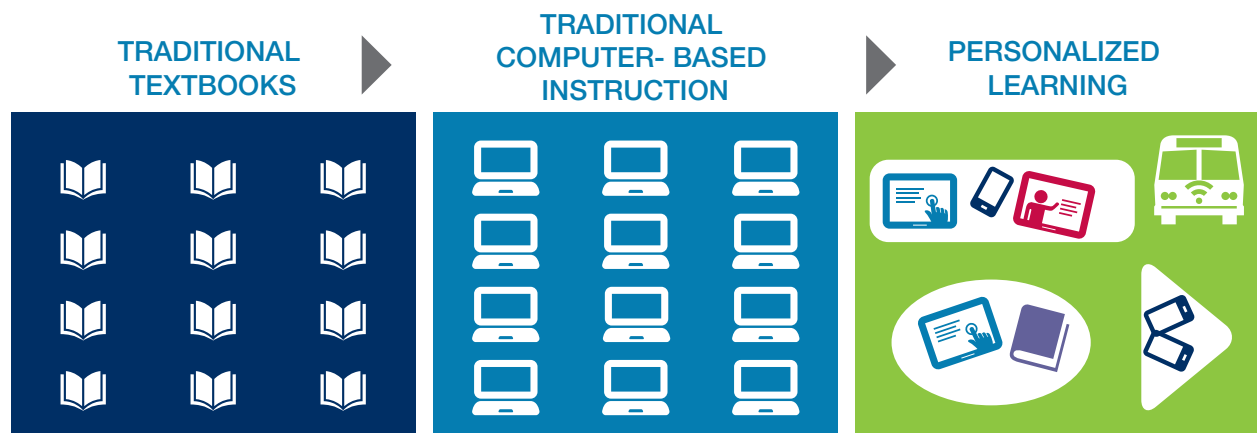 TRADITIONAL
TEXTBOOKS
TRADITIONAL
COMPUTER- BASED
INSTRUCTION
PERSONALIZED
LEARNING